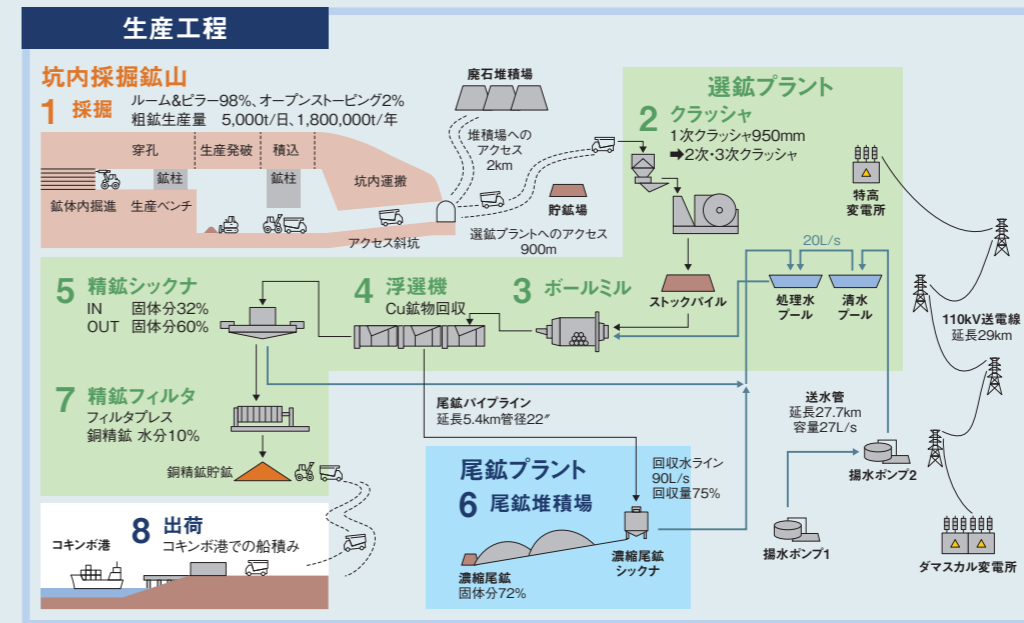 生産工程
坑内採掘鉱山
1 採掘
ルーム&ピラー98%、オープンストーピング2%
粗鉱生産量 5,000t/日、1,800,000t/年
穿孔
生産発破
積込
鉱柱
鉱柱
坑内運搬
鉱体内掘進
生産ベンチ
アクセス斜坑
廃石堆積場
堆積場への
アクセス
2km
貯鉱場
選鉱プラントへのアクセス
900m
選鉱プラント
2 クラッシャ
1次クラッシャ950mm
➡2次・3次クラッシャ
ストックパイル
3 ボールミル
4 浮選機
Cu鉱物回収
5 精鉱シックナ
IN 固体分32%
OUT 固体分60%
7 精鉱フィルタ
フィルタプレス
銅精鉱 水分10%
銅精鉱貯鉱
8 出荷
コキンボ港での船積み
コキンボ港
尾鉱パイプライン
延長5.4km管径22″
尾鉱プラント
6 尾鉱堆積場
濃縮尾鉱
固体分72%
濃縮尾鉱
シックナ
回収水ライン
90L/s
回収量75%
20L/s
処理水
プール
清水
プール
特高
変電所
110kV送電線
延長29km
送水管
延長27.7km
容量27L/s
揚水ポンプ2
揚水ポンプ1
ダマスカル変電所